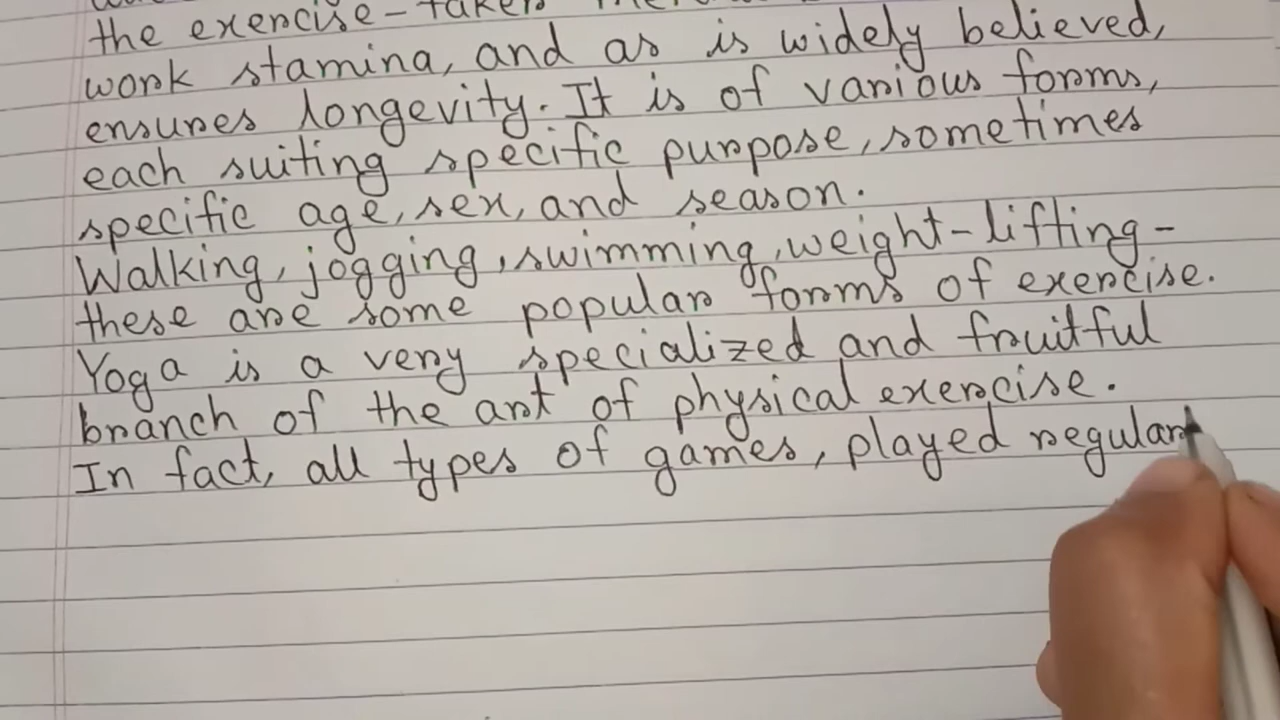 the exercise - taken
work stamina, and as is widely believed,
ensures longevity. It is of various forms,
each suiting specific purpose, sometimes
specific age, sex, and season.
Walking, jogging, swimming, weight-lifting -
these are some popular forms of exercise.
Yoga is a very specialized and fruitful
branch of the art of physical exercise.
In fact, all types of games, played regular